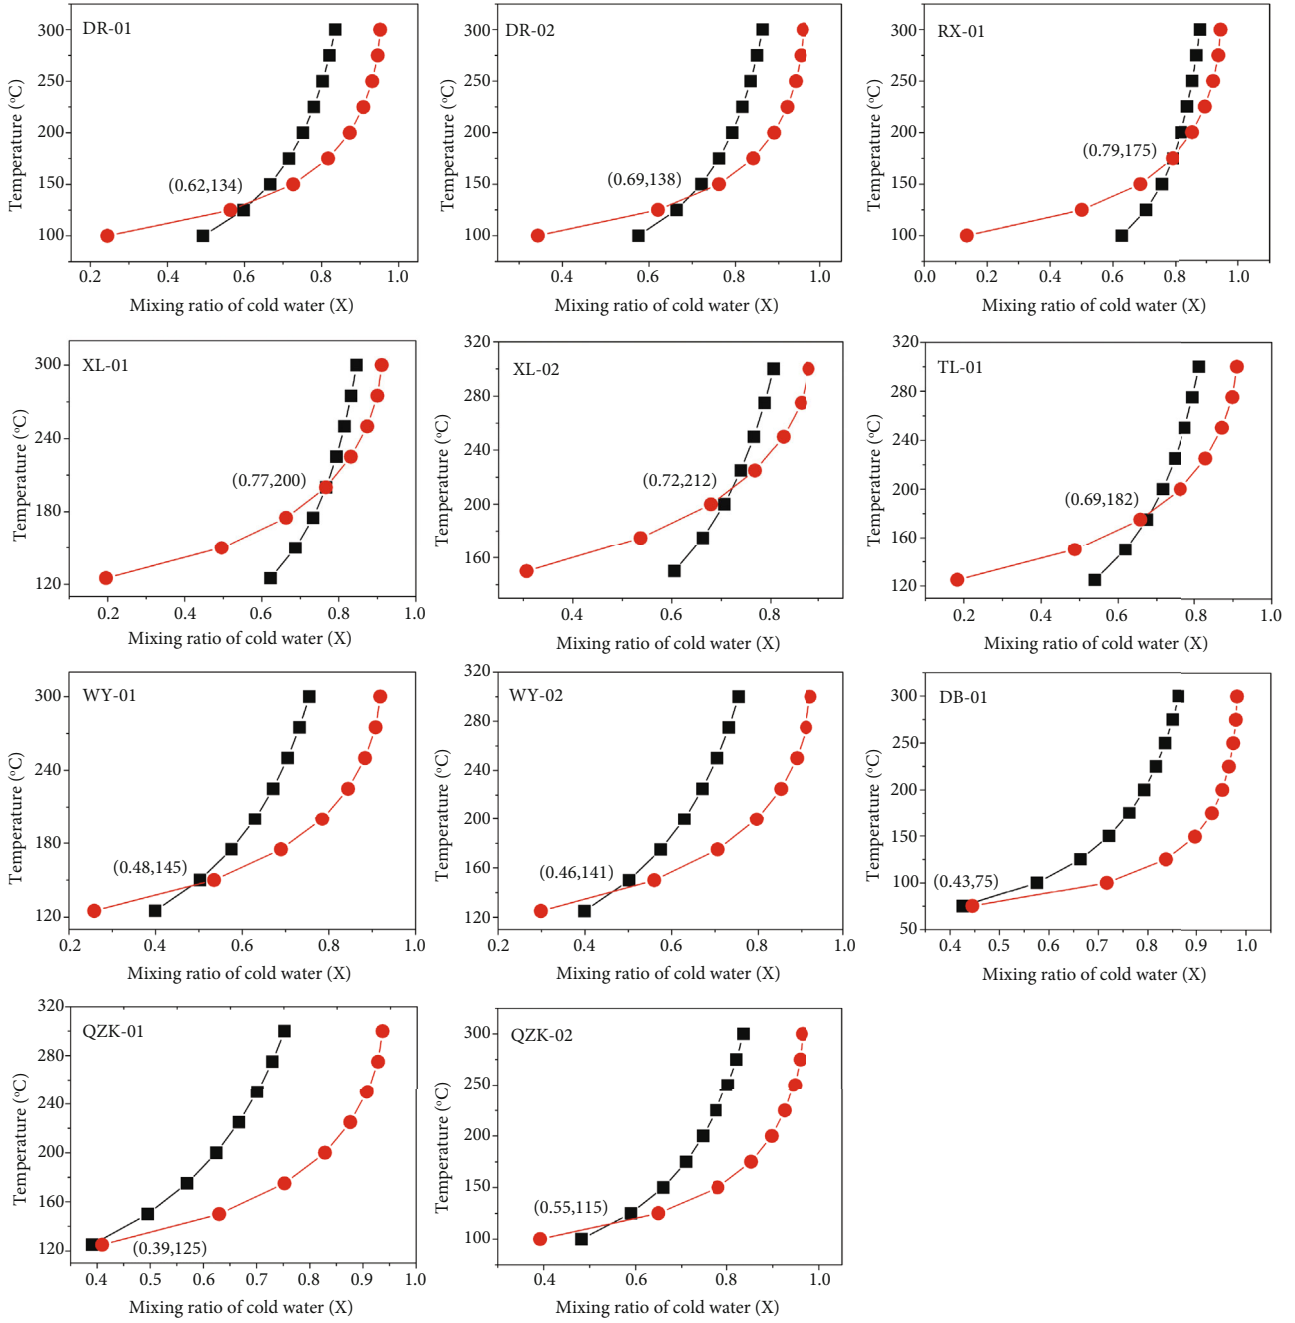 DR-01
Temperature (°C)
300
250
200
150
100
(0.62,134)
0.2 0.4 0.6 0.8 1.0
Mixing ratio of cold water (X)
DR-02
Temperature (°C)
300
250
200
150
100
(0.69,138)
0.4 0.6 0.8 1.0
Mixing ratio of cold water (X)
RX-01
Temperature (°C)
300
250
200
150
100
(0.79,175)
0.0 0.2 0.4 0.6 0.8 1.0
Mixing ratio of cold water (X)
XL-01
Temperature (°C)
300
240
180
120
(0.77,200)
0.2 0.4 0.6 0.8 1.0
Mixing ratio of cold water (X)
XL-02
Temperature (°C)
320
280
240
200
160
(0.72,212)
0.4 0.6 0.8
Mixing ratio of cold water (X)
TL-01
Temperature (°C)
320
280
240
200
160
120
(0.69,182)
0.2 0.4 0.6 0.8 1.0
Mixing ratio of cold water (X)
WY-01
Temperature (°C)
300
240
180
120
(0.48,145)
0.2 0.4 0.6 0.8 1.0
Mixing ratio of cold water (X)
WY-02
Temperature (°C)
320
280
240
200
160
120
(0.46,141)
0.2 0.4 0.6 0.8 1.0
Mixing ratio of cold water (X)
DB-01
Temperature (°C)
300
250
200
150
100
50
(0.43,75)
0.4 0.5 0.6 0.7 0.8 0.9 1.0
Mixing ratio of cold water (X)
QZK-01
Temperature (°C)
320
280
240
200
160
120
(0.39,125)
0.4 0.5 0.6 0.7 0.9 1.0
Mixing ratio of cold water (X)
QZK-02
Temperature (°C)
300
250
200
150
100
(0.55,115)
0.4 0.6 0.8 1.0
Mixing ratio of cold water (X)